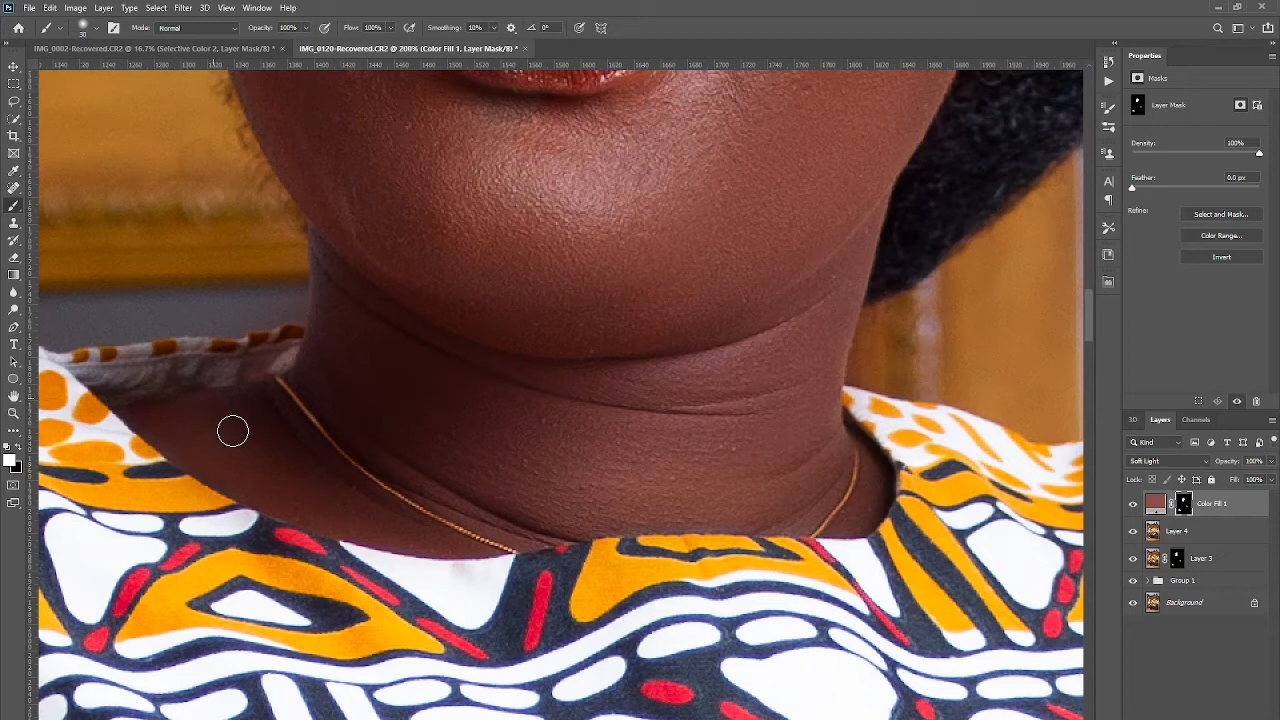 Ps File Edit Image Layer Type Select Filter 3D View Window Help
30 Mode: Normal Opacity: 100% Flow: 100% Smoothing: 10% 0°
IMG_0002-Recovered.CR2 @ 16.7% (Selective Color 2, Layer Mask/8) * × IMG_0120-Recovered.CR2 @ 200% (Color Fill 1, Layer Mask/8) * ×
Properties
Masks
Layer Mask
Density: 100%
Feather: 0.0 px
Refine: Select and Mask...
Color Range...
Invert
3D Layers Channels
Kind
Soft Light Opacity: 100%
Lock: Fill: 100%
Color Fill 1
Layer 4
Layer 3
Group 1
Background